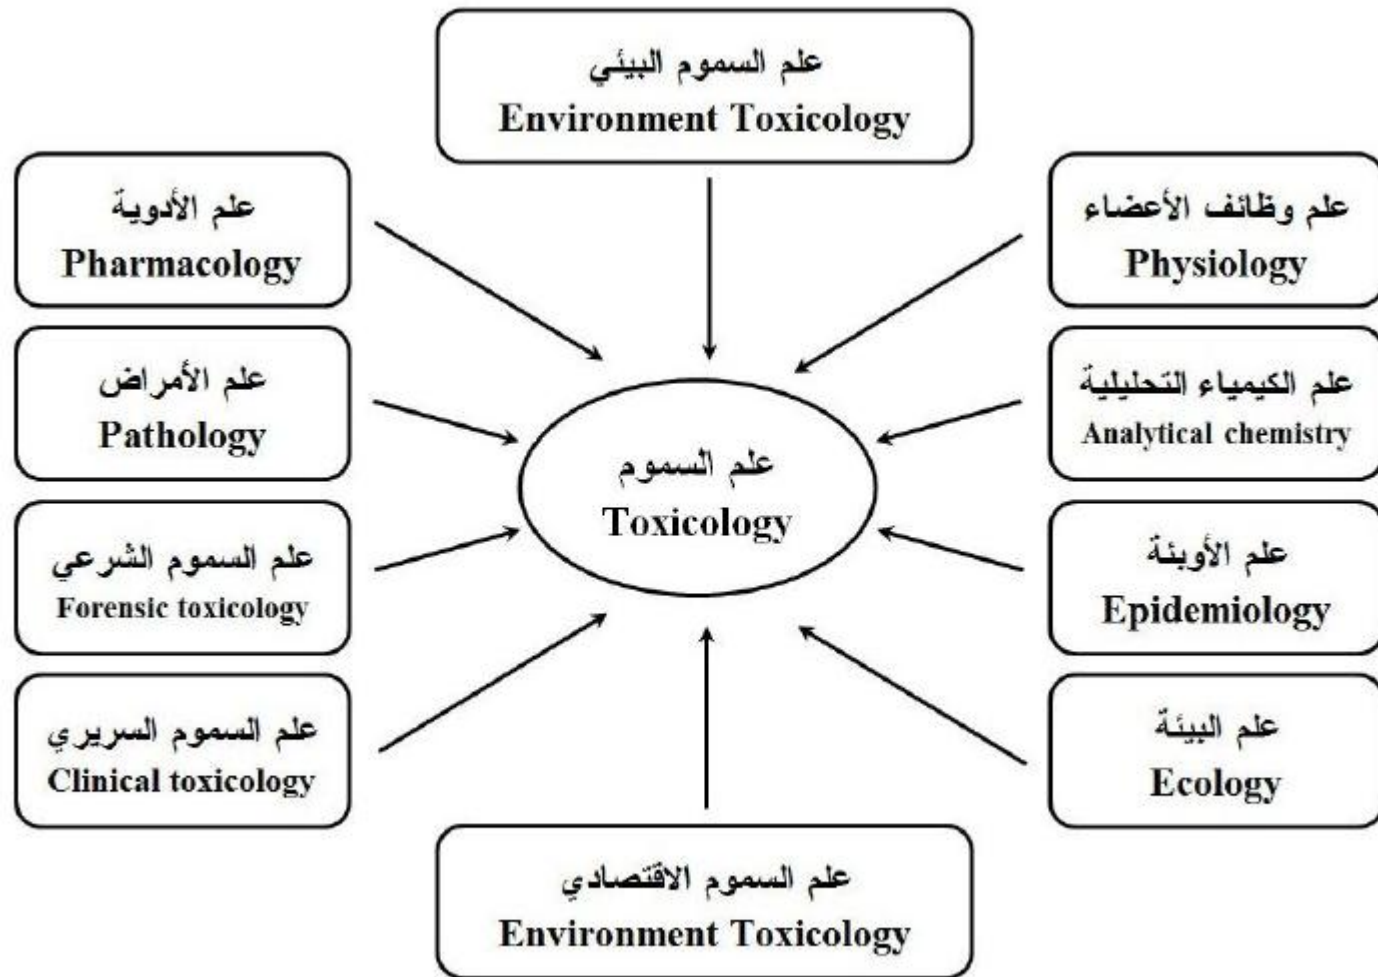 علم السموم البيئي
Environment Toxicology
علم الأدوية
Pharmacology
علم وظائف الأعضاء
Physiology
علم الأمراض
Pathology
علم الكيمياء التحليلية
Analytical chemistry
علم السموم
Toxicology
علم السموم الشرعي
Forensic toxicology
علم الأوبئة
Epidemiology
علم السموم السريري
Clinical toxicology
علم البيئة
Ecology
علم السموم الاقتصادي
Environment Toxicology